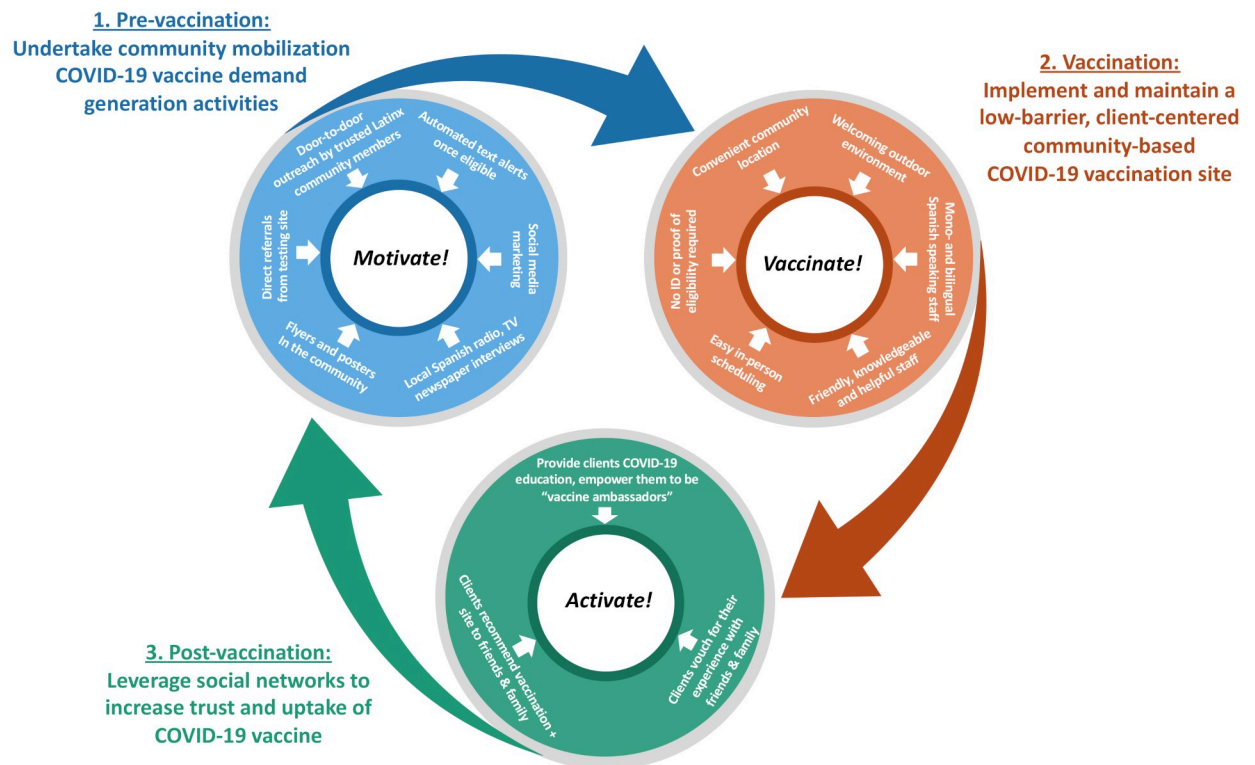 1. Pre-vaccination:
Undertake community mobilization
COVID-19 vaccine demand
generation activities
Door-to-door
outreach by trusted Latinx
community members
Automated text alerts
once eligible
Social media
marketing
Local Spanish radio, TV
newspaper interviews
Flyers and posters
In the community
Direct referrals
from testing site
Motivate!
2. Vaccination:
Implement and maintain a
low-barrier, client-centered
community-based
COVID-19 vaccination site
Convenient community
location
Welcoming outdoor
environment
Mono- and bilingual
Spanish speaking staff
Friendly, knowledgeable
and helpful staff
Easy in-person
scheduling
No ID or proof of
eligibility required
Vaccinate!
3. Post-vaccination:
Leverage social networks to
increase trust and uptake of
COVID-19 vaccine
Provide clients COVID-19
education, empower them to be
“vaccine ambassadors”
Clients vouch for their
experience with
friends & family
Clients recommend vaccination +
site to friends & family
Activate!